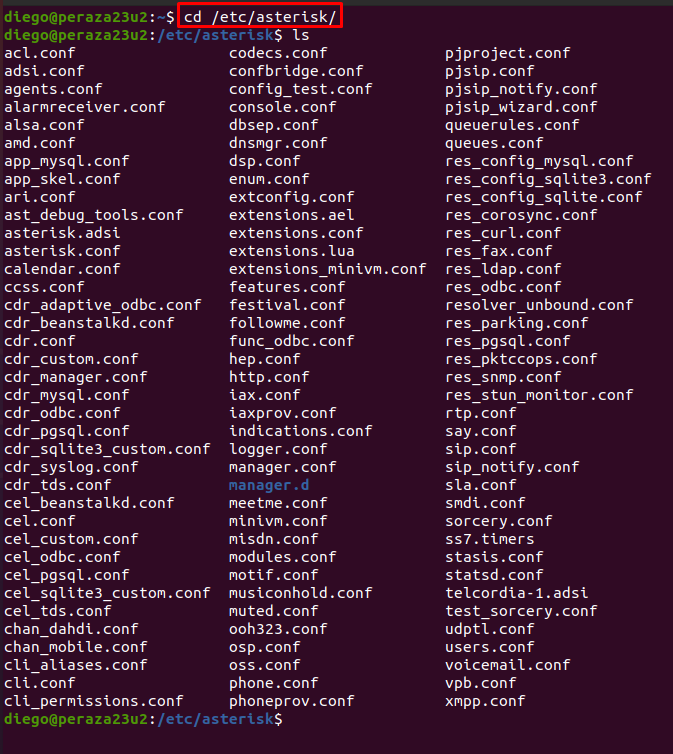 diego@peraza23u2:~$ cd /etc/asterisk/
diego@peraza23u2:/etc/asterisk$ ls
acl.conf codecs.conf pjproject.conf
adsi.conf confbridge.conf pjsip.conf
agents.conf config_test.conf pjsip_notify.conf
alarmreceiver.conf console.conf pjsip_wizard.conf
alsa.conf dbsep.conf queuerules.conf
amd.conf dnsmgr.conf queues.conf
app_mysql.conf dsp.conf res_config_mysql.conf
app_skel.conf enum.conf res_config_sqlite3.conf
ari.conf extconfig.conf res_config_sqlite.conf
ast_debug_tools.conf extensions.ael res_corosync.conf
asterisk.adsi extensions.conf res_curl.conf
asterisk.conf extensions.lua res_fax.conf
calendar.conf extensions_minivm.conf res_ldap.conf
ccss.conf features.conf res_odbc.conf
cdr_adaptive_odbc.conf festival.conf resolver_unbound.conf
cdr_beanstalkd.conf followme.conf res_parking.conf
cdr.conf func_odbc.conf res_pgsql.conf
cdr_custom.conf hep.conf res_pktccops.conf
cdr_manager.conf http.conf res_snmp.conf
cdr_mysql.conf iax.conf res_stun_monitor.conf
cdr_odbc.conf iaxprov.conf rtp.conf
cdr_pgsql.conf indications.conf say.conf
cdr_sqlite3_custom.conf logger.conf sip.conf
cdr_syslog.conf manager.conf sip_notify.conf
cdr_tds.conf manager.d sla.conf
cel_beanstalkd.conf meetme.conf smdi.conf
cel.conf minivm.conf sorcery.conf
cel_custom.conf misdn.conf ss7.timers
cel_odbc.conf modules.conf stasis.conf
cel_pgsql.conf motif.conf statsd.conf
cel_sqlite3_custom.conf musiconhold.conf telcordia-1.adsi
cel_tds.conf muted.conf test_sorcery.conf
chan_dahdi.conf ooh323.conf udptl.conf
chan_mobile.conf osp.conf users.conf
cli_aliases.conf oss.conf voicemail.conf
cli.conf phone.conf vpb.conf
cli_permissions.conf phoneprov.conf xmpp.conf
diego@peraza23u2:/etc/asterisk$